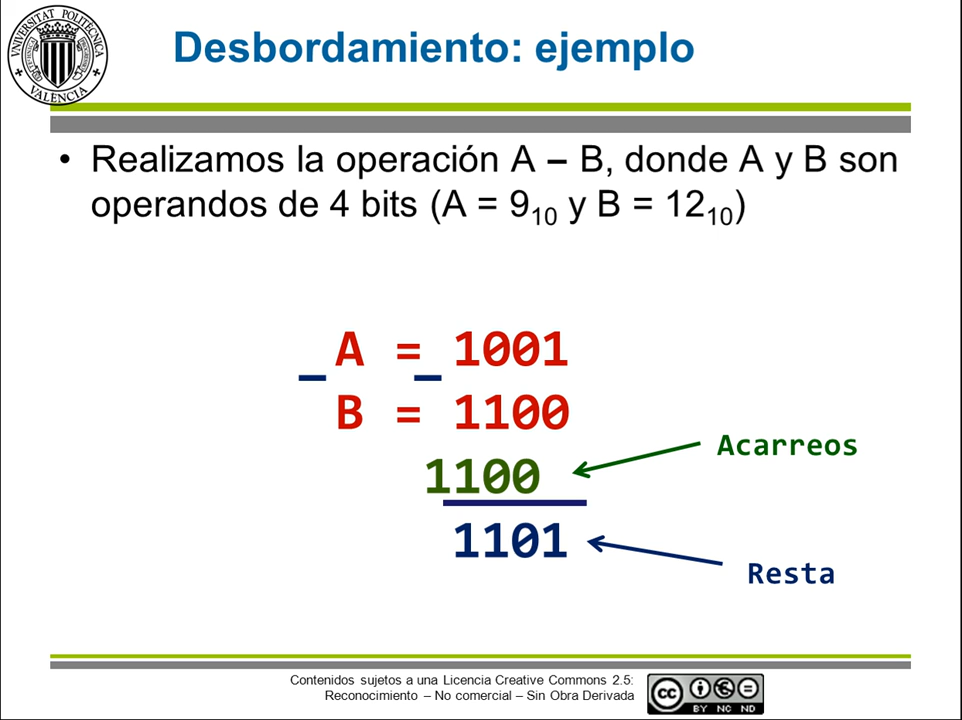 UNIVERSITAT POLITÈCNICA
VALENCIA
Desbordamiento: ejemplo
• Realizamos la operación A – B, donde A y B son
operandos de 4 bits (A = 9₁₀ y B = 12₁₀)
_ A = _ 1001
B = 1100
Acarreos
1100
1101
Resta
Contenidos sujetos a una Licencia Creative Commons 2.5:
Reconocimiento – No comercial – Sin Obra Derivada
cc
BY NC ND